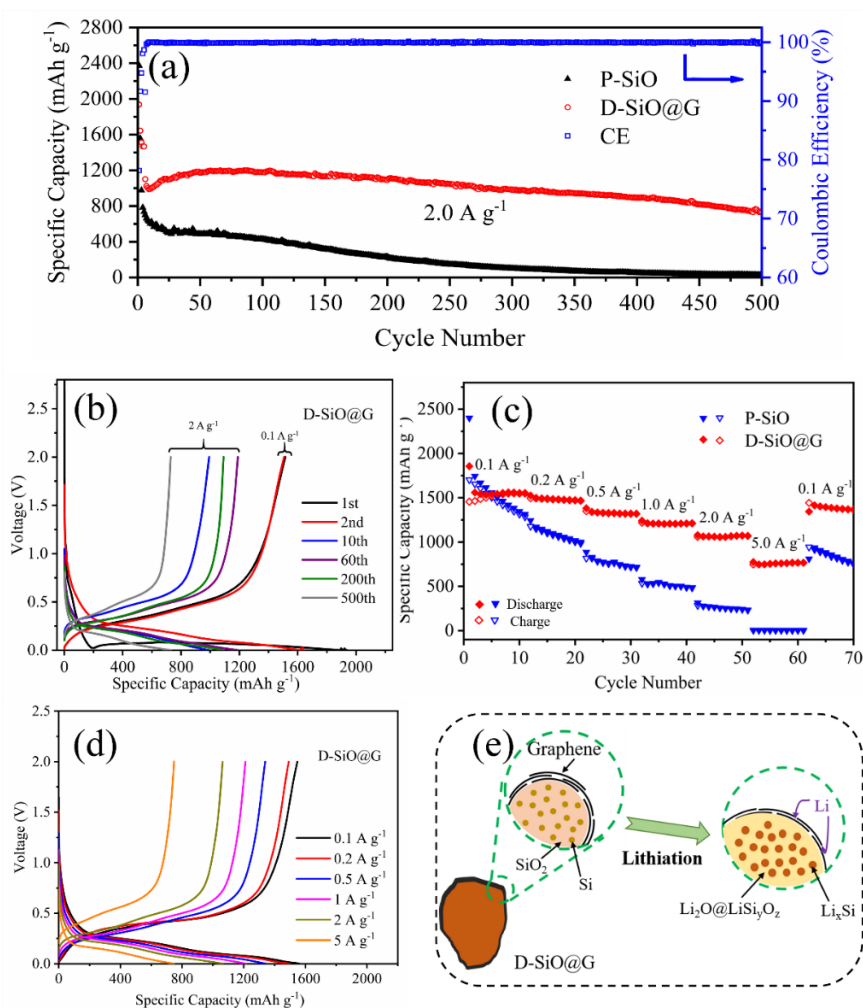 (a)
P-SiO
D-SiO@G
CE
2.0 A g⁻¹
Specific Capacity (mAh g⁻¹)
2800
2400
2000
1600
1200
800
400
0
Coulombic Efficiency (%)
100
90
80
70
60
0 50 100 150 200 250 300 350 400 450 500
Cycle Number
(b)
D-SiO@G
2 A g⁻¹
0.1 A g⁻¹
1st
2nd
10th
60th
200th
500th
Voltage (V)
2.5
2.0
1.5
1.0
0.5
0.0
0 400 800 1200 1600 2000
Specific Capacity (mAh g⁻¹)
(c)
P-SiO
D-SiO@G
0.1 A g⁻¹
0.2 A g⁻¹
0.5 A g⁻¹
1.0 A g⁻¹
2.0 A g⁻¹
5.0 A g⁻¹
0.1 A g⁻¹
Discharge
Charge
Specific Capacity (mAh g⁻¹)
2500
2000
1500
1000
500
0
0 10 20 30 40 50 60 70
Cycle Number
(d)
D-SiO@G
0.1 A g⁻¹
0.2 A g⁻¹
0.5 A g⁻¹
1 A g⁻¹
2 A g⁻¹
5 A g⁻¹
Voltage (V)
2.5
2.0
1.5
1.0
0.5
0.0
0 400 800 1200 1600 2000
Specific Capacity (mAh g⁻¹)
(e)
Graphene
SiO₂
Si
D-SiO@G
Lithiation
Li
Li₂O@LiSiyOz
LixSi